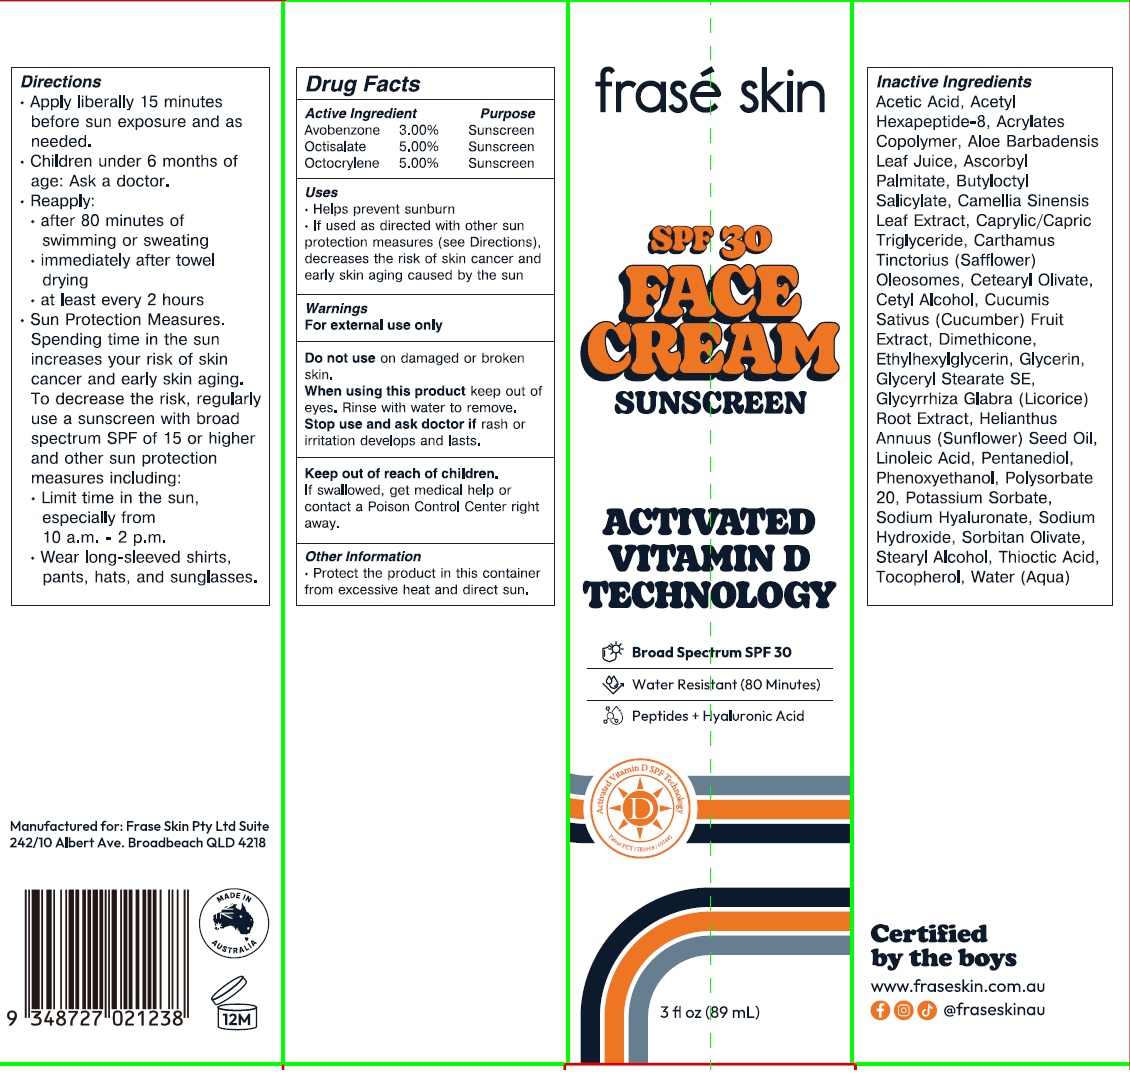 Directions
· Apply liberally 15 minutes
before sun exposure and as
needed.
· Children under 6 months of
age: Ask a doctor.
· Reapply:
· after 80 minutes of
swimming or sweating
· immediately after towel
drying
· at least every 2 hours
· Sun Protection Measures.
Spending time in the sun
increases your risk of skin
cancer and early skin aging.
To decrease the risk, regularly
use a sunscreen with broad
spectrum SPF of 15 or higher
and other sun protection
measures including:
· Limit time in the sun,
especially from
10 a.m. - 2 p.m.
· Wear long-sleeved shirts,
pants, hats, and sunglasses.
Manufactured for: Frase Skin Pty Ltd Suite
242/10 Albert Ave. Broadbeach QLD 4218
MADE IN
AUSTRALIA
12M
9 348727 021238
Drug Facts
Active Ingredient Purpose
Avobenzone 3.00% Sunscreen
Octisalate 5.00% Sunscreen
Octocrylene 5.00% Sunscreen
Uses
· Helps prevent sunburn
· If used as directed with other sun
protection measures (see Directions),
decreases the risk of skin cancer and
early skin aging caused by the sun
Warnings
For external use only
Do not use on damaged or broken
skin.
When using this product keep out of
eyes. Rinse with water to remove.
Stop use and ask doctor if rash or
irritation develops and lasts.
Keep out of reach of children.
If swallowed, get medical help or
contact a Poison Control Center right
away.
Other Information
· Protect the product in this container
from excessive heat and direct sun.
frasé skin
SPF 30
FACE
CREAM
SUNSCREEN
ACTIVATED
VITAMIN D
TECHNOLOGY
Broad Spectrum SPF 30
Water Resistant (80 Minutes)
Peptides + Hyaluronic Acid
Activated Vitamin D SPF Technology
D
3 fl oz (89 mL)
Inactive Ingredients
Acetic Acid, Acetyl
Hexapeptide-8, Acrylates
Copolymer, Aloe Barbadensis
Leaf Juice, Ascorbyl
Palmitate, Butyloctyl
Salicylate, Camellia Sinensis
Leaf Extract, Caprylic/Capric
Triglyceride, Carthamus
Tinctorius (Safflower)
Oleosomes, Cetearyl Olivate,
Cetyl Alcohol, Cucumis
Sativus (Cucumber) Fruit
Extract, Dimethicone,
Ethylhexylglycerin, Glycerin,
Glyceryl Stearate SE,
Glycyrrhiza Glabra (Licorice)
Root Extract, Helianthus
Annuus (Sunflower) Seed Oil,
Linoleic Acid, Pentanediol,
Phenoxyethanol, Polysorbate
20, Potassium Sorbate,
Sodium Hyaluronate, Sodium
Hydroxide, Sorbitan Olivate,
Stearyl Alcohol, Thioctic Acid,
Tocopherol, Water (Aqua)
Certified
by the boys
www.fraseskin.com.au
@fraseskinau